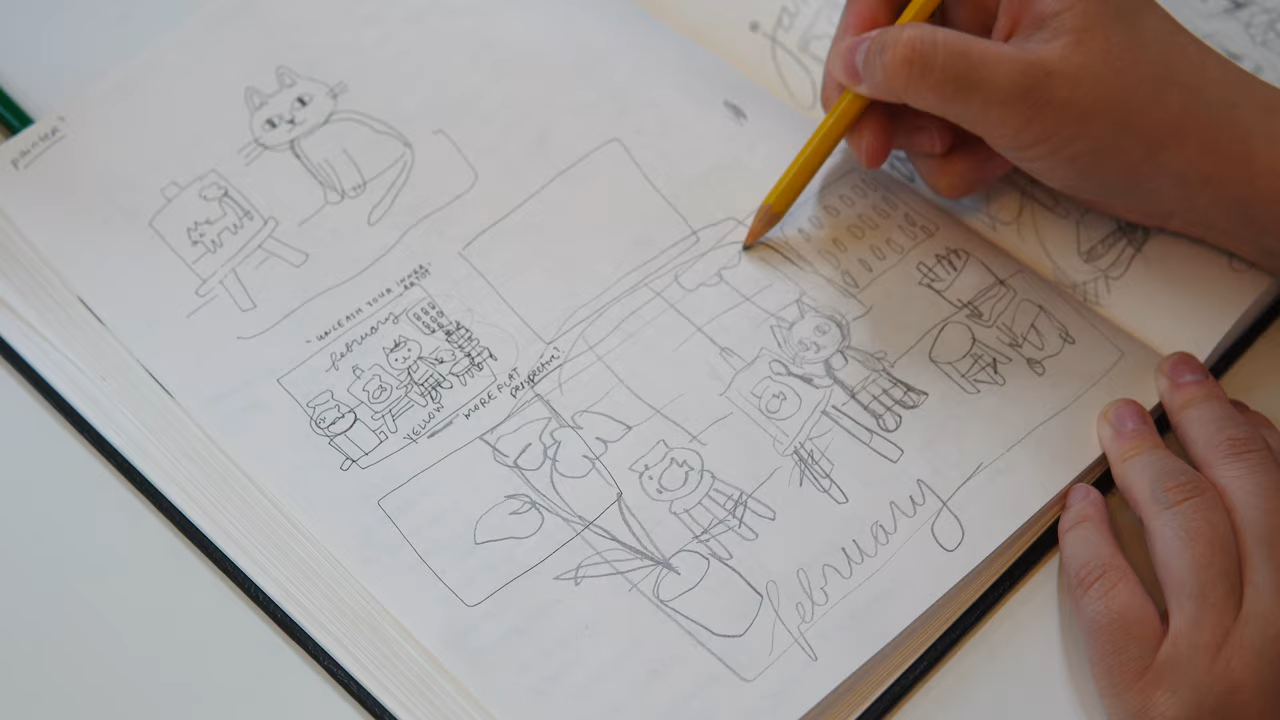 painter?
"UNLEASH YOUR INNER
ARTIST"
february
YELLOW
MORE FLAT
perspective?
february